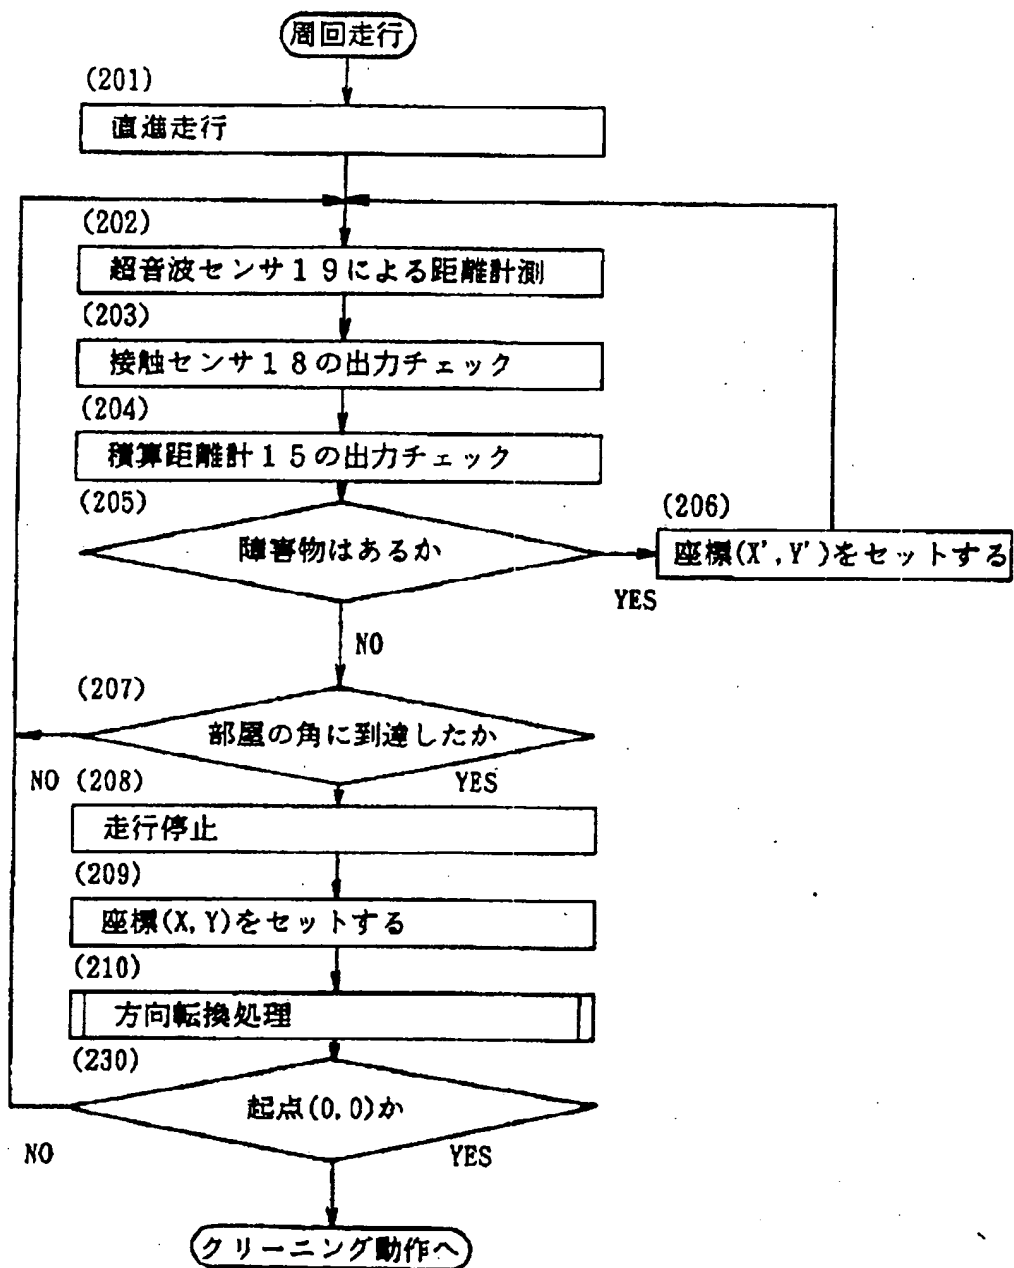 周回走行
(201)
直進走行
(202)
超音波センサ19による距離計測
(203)
接触センサ18の出力チェック
(204)
積算距離計15の出力チェック
(205)
障害物はあるか
(206)
座標(X',Y')をセットする
YES
NO
(207)
部屋の角に到達したか
NO
(208)
YES
走行停止
(209)
座標(X,Y)をセットする
(210)
方向転換処理
(230)
起点(0,0)か
NO
YES
クリーニング動作へ